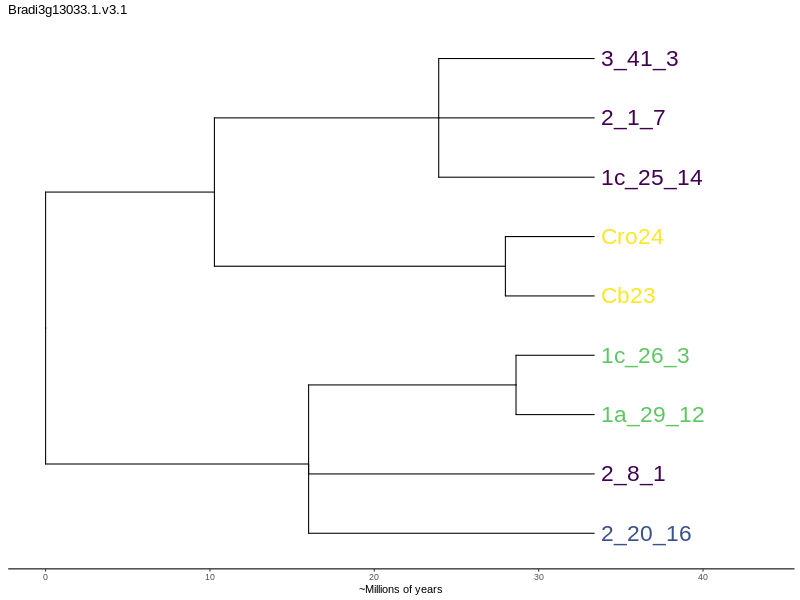 Bradi3g13033.1.v3.1
3_41_3
2_1_7
1c_25_14
Cro24
Cb23
1c_26_3
1a_29_12
2_8_1
2_20_16
0 10 20 30 40
~Millions of years